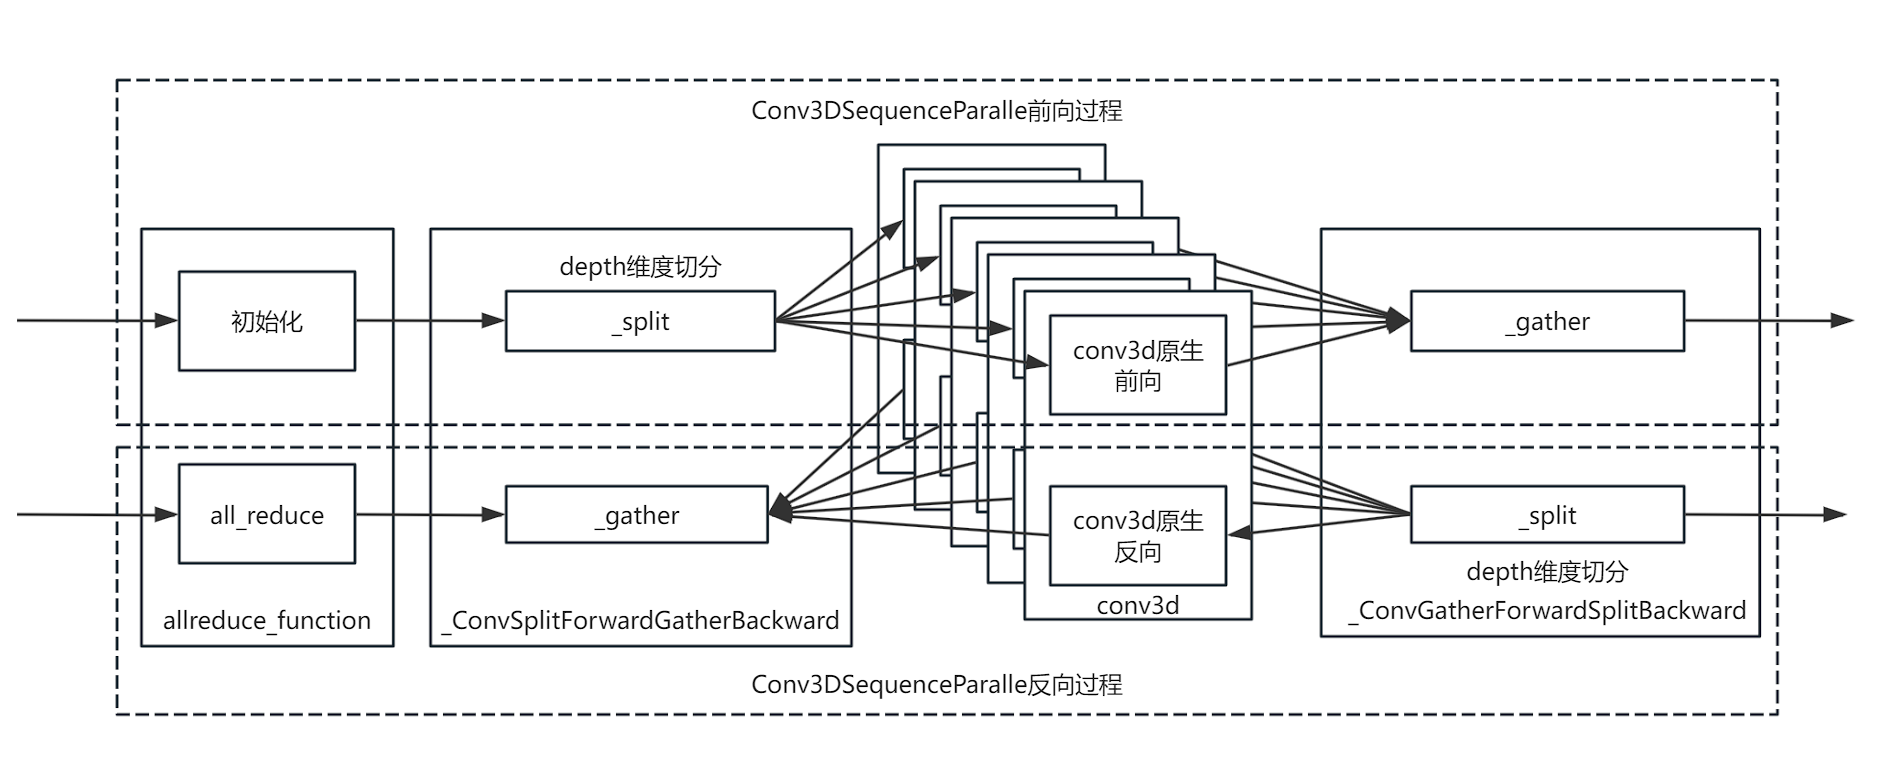 Conv3DSequenceParalle前向过程
depth维度切分
初始化
_split
conv3d原生
前向
_gather
all_reduce
_gather
conv3d原生
反向
_split
depth维度切分
allreduce_function
_ConvSplitForwardGatherBackward
conv3d
_ConvGatherForwardSplitBackward
Conv3DSequenceParalle反向过程